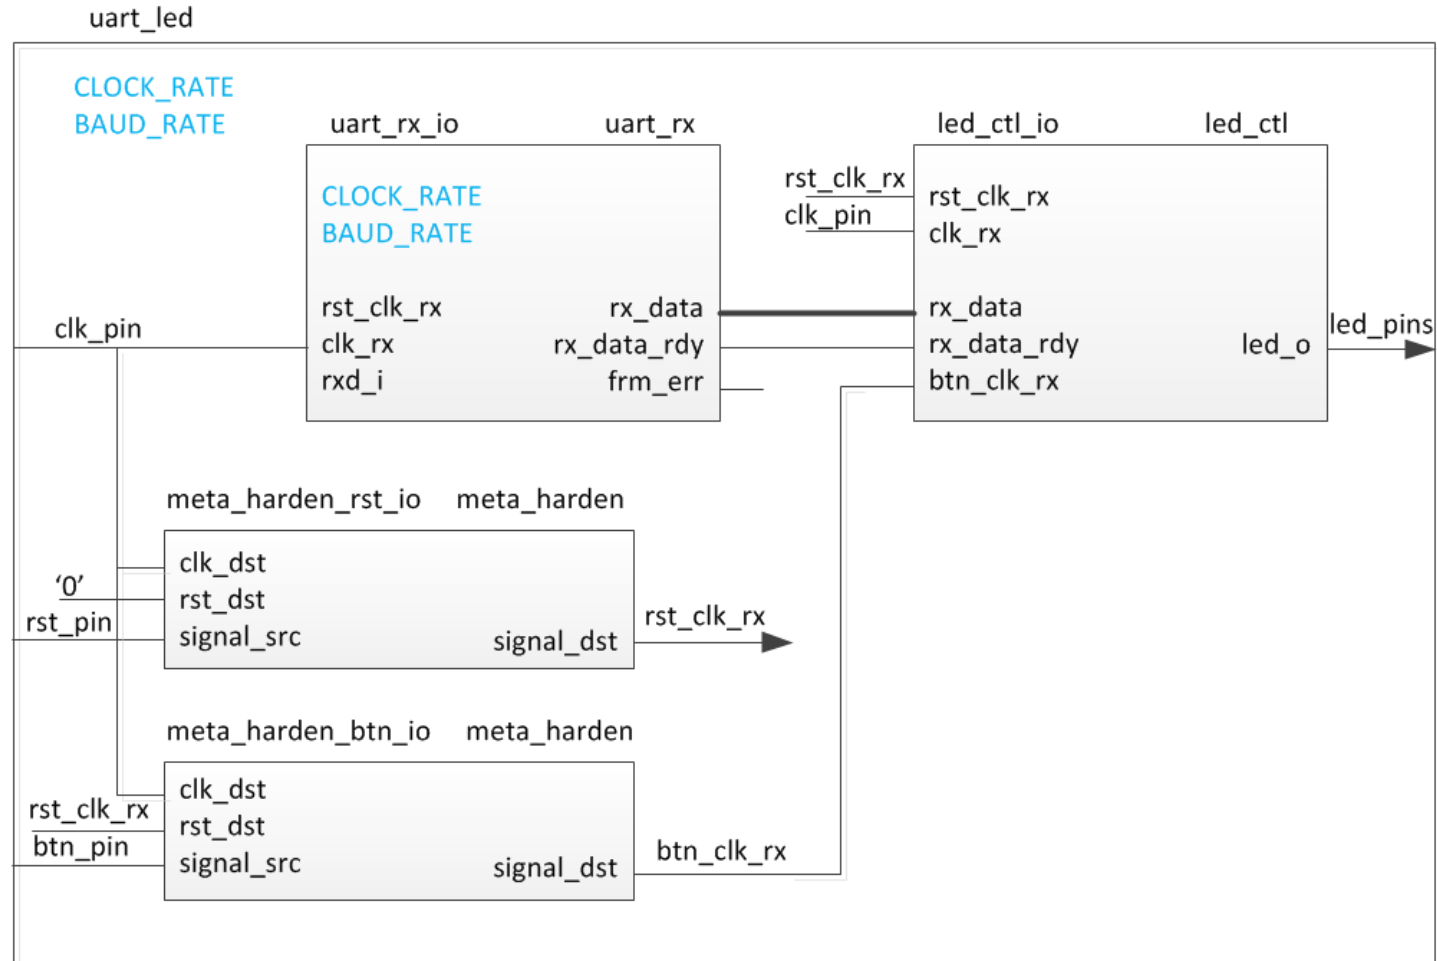 uart_led
CLOCK_RATE
BAUD_RATE
uart_rx_io uart_rx
CLOCK_RATE
BAUD_RATE
rst_clk_rx
clk_rx
rxd_i
rx_data
rx_data_rdy
frm_err
clk_pin
led_ctl_io led_ctl
rst_clk_rx
clk_pin
rst_clk_rx
clk_rx
rx_data
rx_data_rdy
btn_clk_rx
led_o
led_pins
meta_harden_rst_io meta_harden
clk_dst
rst_dst
signal_src
signal_dst
‘0’
rst_pin
rst_clk_rx
meta_harden_btn_io meta_harden
clk_dst
rst_dst
signal_src
signal_dst
rst_clk_rx
btn_pin
btn_clk_rx